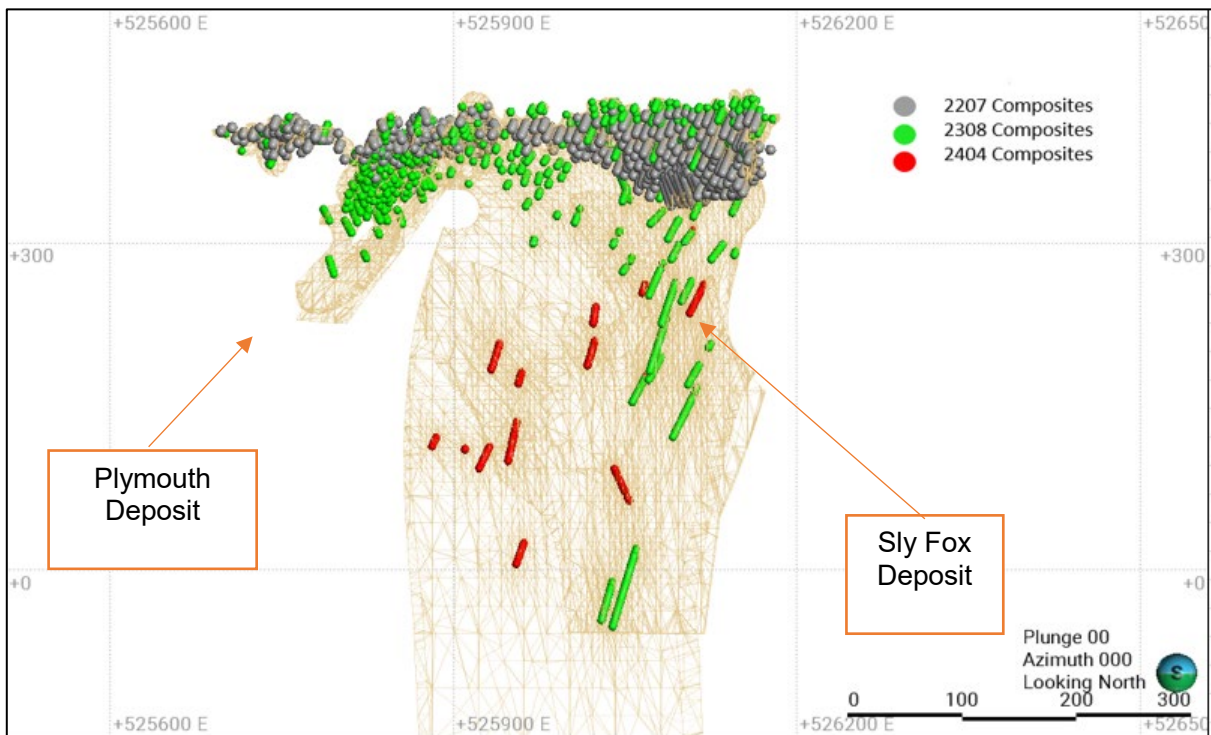 +525600 E
+525900 E
+526200 E
+52650
2207 Composites
2308 Composites
2404 Composites
+300
+300
Plymouth
Deposit
Sly Fox
Deposit
+0
+0
Plunge 00
Azimuth 000
Looking North
S
0 100 200 300
+525600 E
+525900 E
+526200 E
+52650